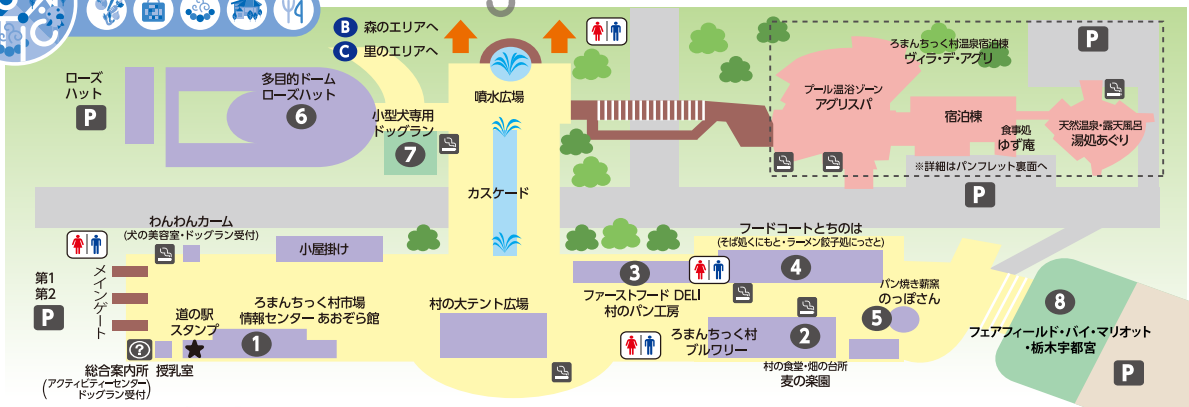 B 森のエリアへ
C 里のエリアへ
ローズ
ハット
P
多目的ドーム
ローズハット
6
小型犬専用
ドッグラン
7
噴水広場
カスケード
ろまんちっく村温泉宿泊棟
ヴィラ・デ・アグリ
P
プール温浴ゾーン
アグリスパ
宿泊棟
食事処
ゆず庵
天然温泉・露天風呂
湯処あぐり
※詳細はパンフレット裏面へ
P
わんわんカーム
(犬の美容室・ドッグラン受付)
小屋掛け
メインゲート
第1
第2
P
道の駅
スタンプ
ろまんちっく村市場
情報センター あおぞら館
1
?
総合案内所
(アクティビティーセンター
ドッグラン受付)
授乳室
村の大テント広場
3
ファーストフード DELI
村のパン工房
フードコートとちのは
(そば処くにもと・ラーメン餃子処にっさと)
4
ろまんちっく村
ブルワリー
2
村の食堂・畑の台所
麦の楽園
パン焼き薪窯
のっぽさん
5
8
フェアフィールド・バイ・マリオット
・栃木宇都宮
P